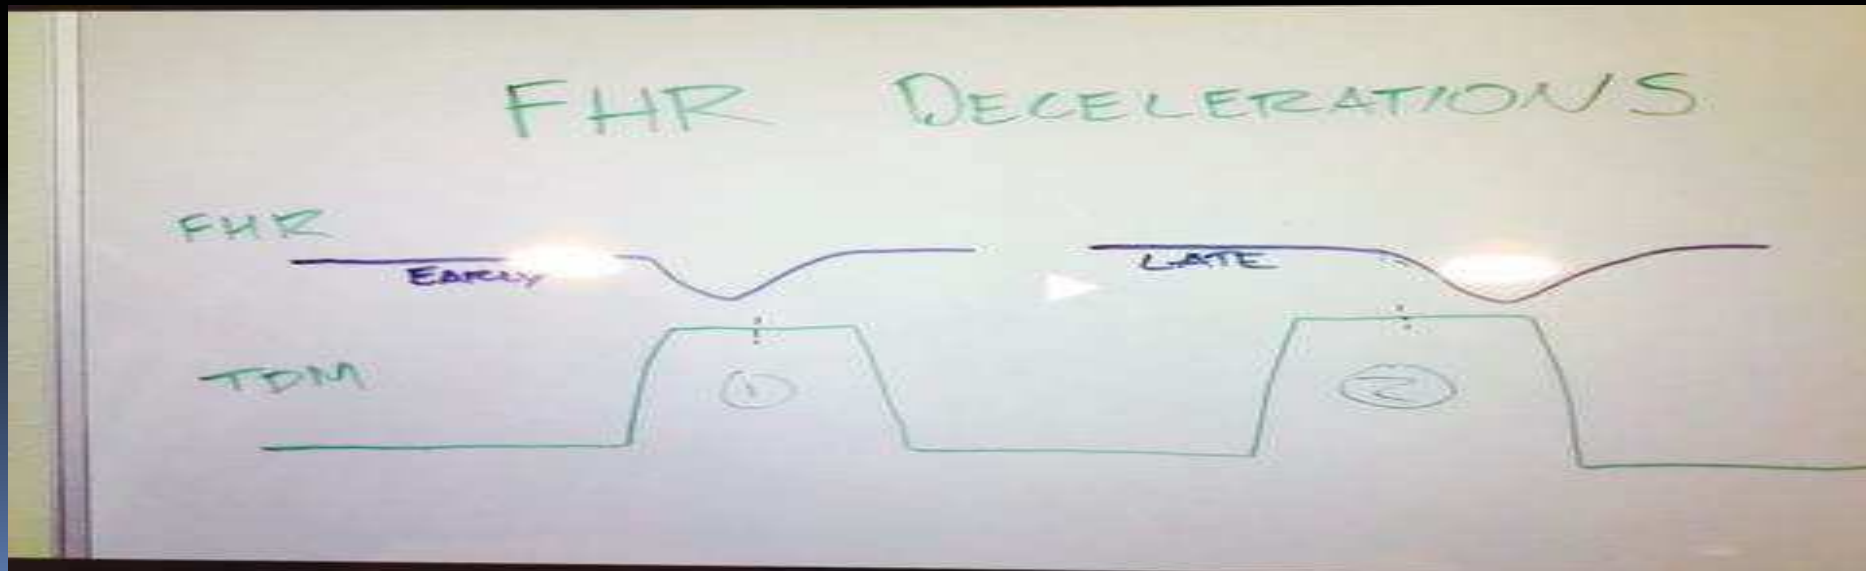 FHR DECELERATIONS
FHR
EARLY
LATE
TDM
1
2